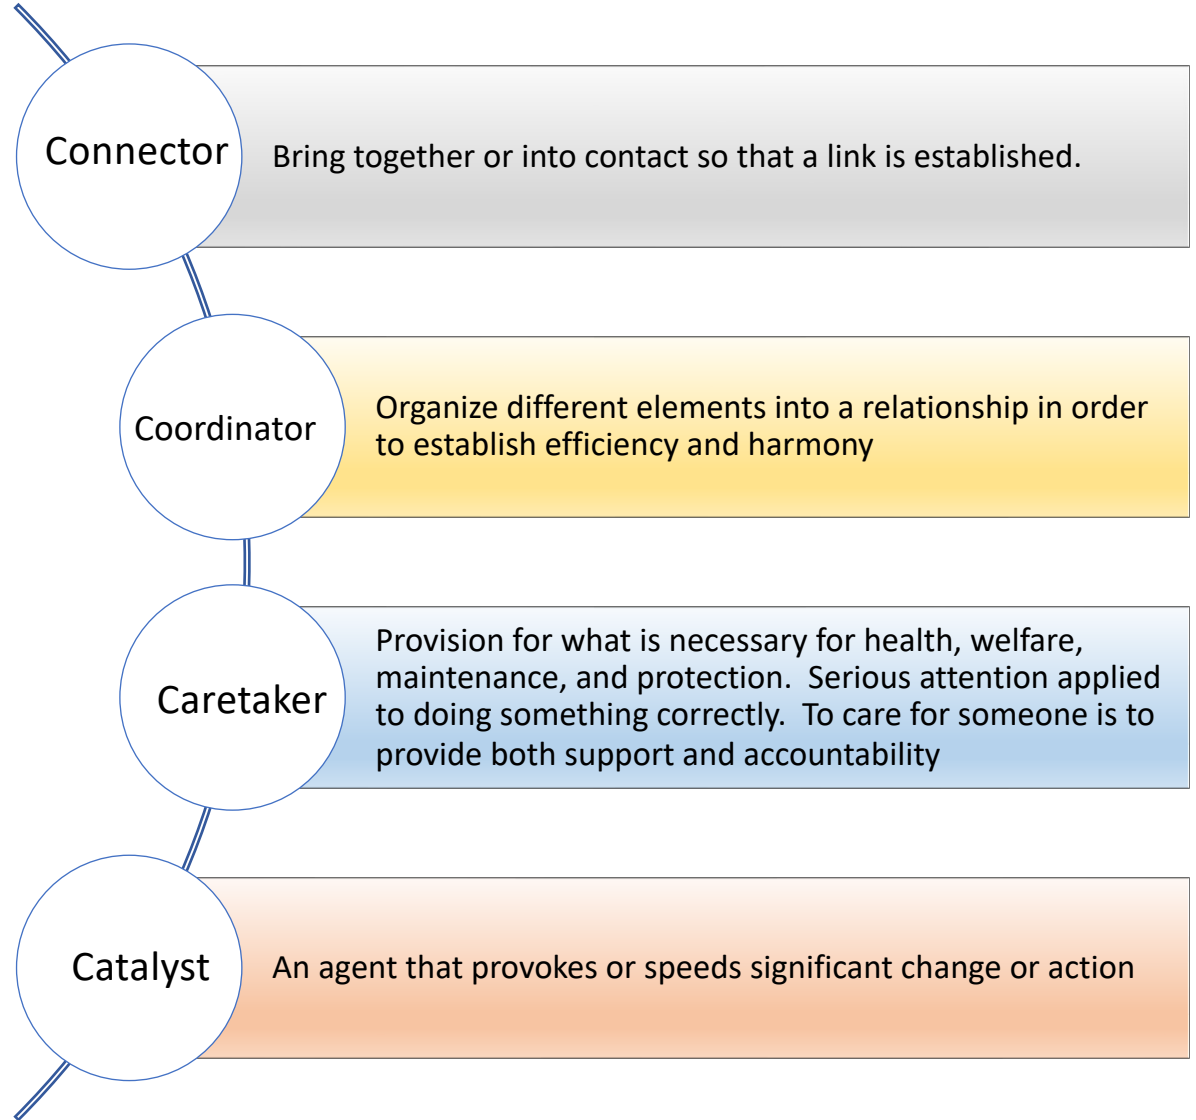 Connector
Bring together or into contact so that a link is established.
Coordinator
Organize different elements into a relationship in order
to establish efficiency and harmony
Caretaker
Provision for what is necessary for health, welfare,
maintenance, and protection.  Serious attention applied
to doing something correctly.  To care for someone is to
provide both support and accountability
Catalyst
An agent that provokes or speeds significant change or action